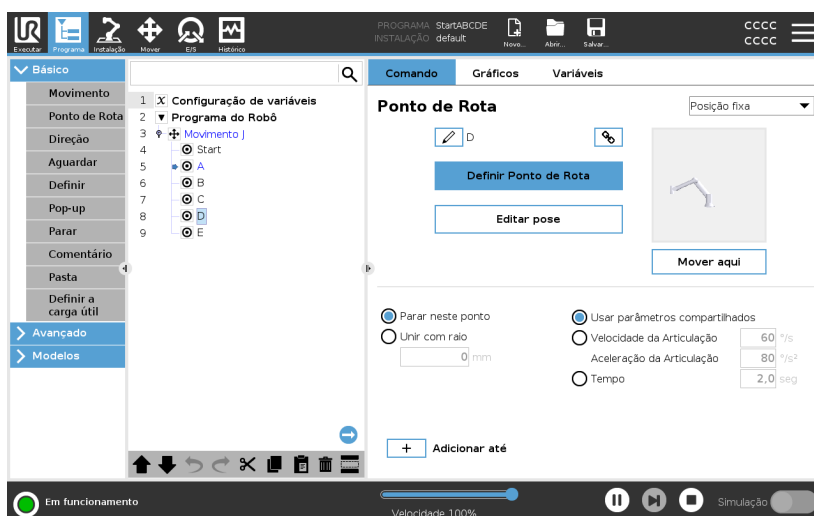 UR
PROGRAMA StartABCDE
INSTALAÇÃO default
CCCC
CCCC
Executar Programa Instalação Mover E/S Histórico Novo... Abrir... Salvar...
Básico
Movimento
Ponto de Rota
Direção
Aguardar
Definir
Pop-up
Parar
Comentário
Pasta
Definir a
carga útil
Avançado
Modelos
1 X Configuração de variáveis
2 Programa do Robô
3 Movimento J
4 Start
5 A
6 B
7 C
8 D
9 E
Comando Gráficos Variáveis
Ponto de Rota
Posição fixa
D
Definir Ponto de Rota
Editar pose
Mover aqui
Parar neste ponto
Unir com raio
0 mm
Usar parâmetros compartilhados
Velocidade da Articulação 60 °/s
Aceleração da Articulação 80 °/s²
Tempo 2,0 seg
+ Adicionar até
Em funcionamento
Velocidade 100%
Simulação